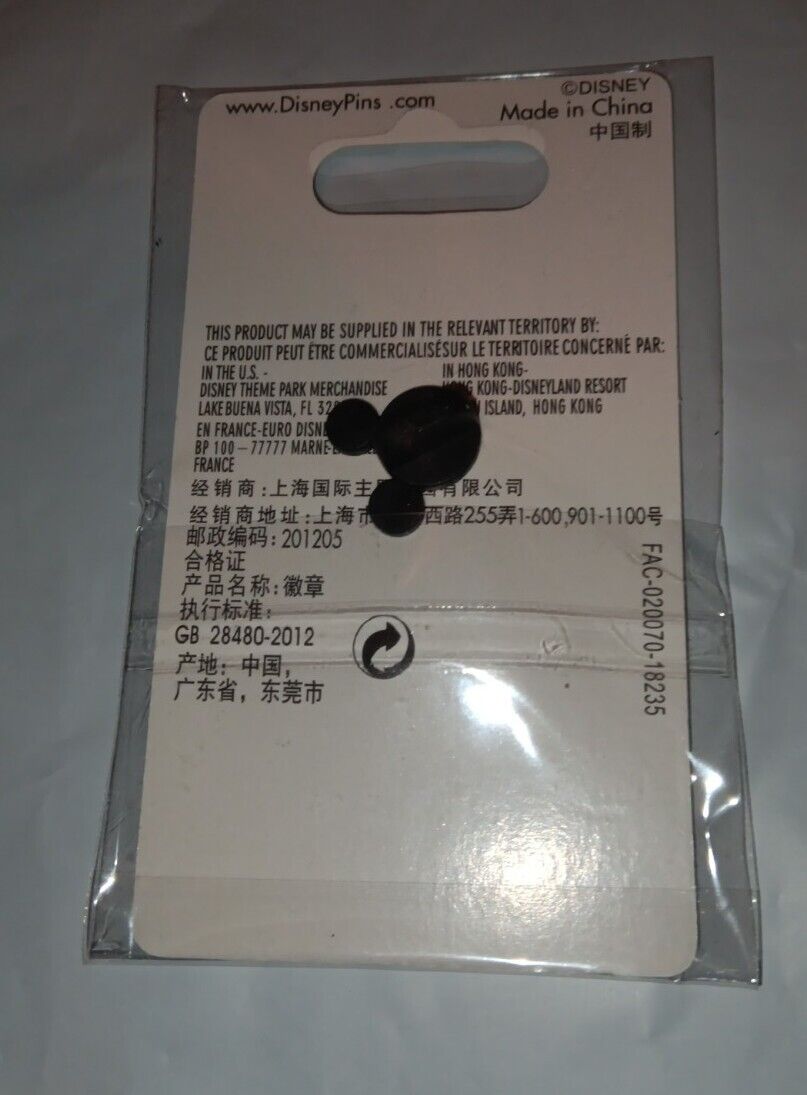 www.DisneyPins .com
©DISNEY
Made in China
中国制
THIS PRODUCT MAY BE SUPPLIED IN THE RELEVANT TERRITORY BY:
CE PRODUIT PEUT ÊTRE COMMERCIALISÉSUR LE TERRITOIRE CONCERNÉ PAR:
IN THE U.S. -
DISNEY THEME PARK MERCHANDISE
LAKE BUENA VISTA, FL
IN HONG KONG-
KONG-DISNEYLAND RESORT
ISLAND, HONG KONG
EN FRANCE-EURO
BP 100 – 77777
FRANCE
经销商:上海国际主 有限公司
经销商地址:上海市 西路255弄1-600,901-1100号
邮政编码: 201205
合格证
产品名称: 徽章
执行标准:
GB 28480-2012
产地: 中国,
广东省, 东莞市
FAC-020070-18235